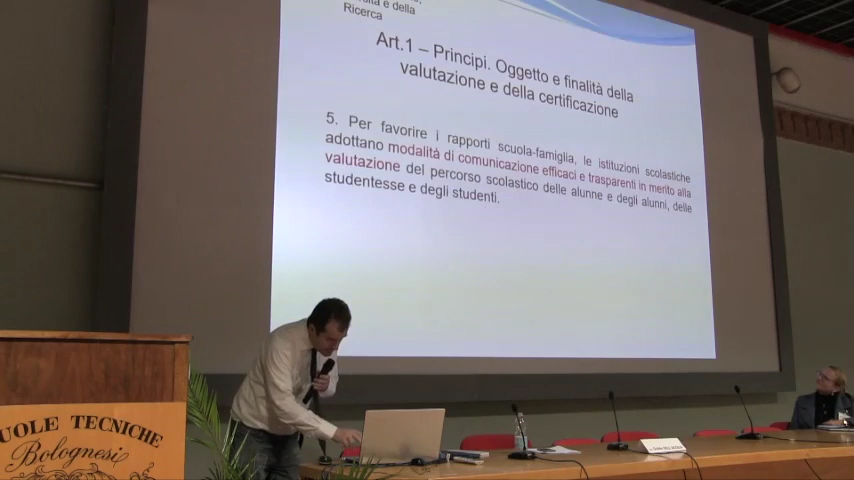 sità e della
Ricerca
Art.1 – Principi. Oggetto e finalità della
valutazione e della certificazione
5. Per favorire i rapporti scuola-famiglia, le istituzioni scolastiche
adottano modalità di comunicazione efficaci e trasparenti in merito alla
valutazione del percorso scolastico delle alunne e degli alunni, delle
studentesse e degli studenti.
UOLE TECNICHE
Bolognesi